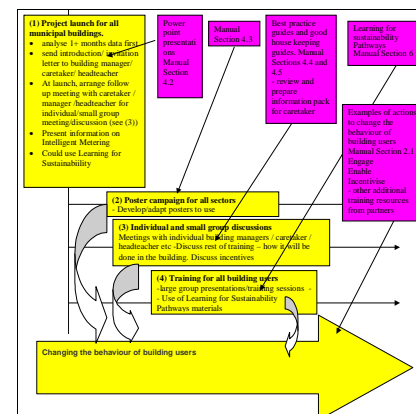 (1) Project launch for all
municipal buildings.
• analyse 1+ months data first
• send introduction/ invitation
letter to building manager/
caretaker/ headteacher
• At launch, arrange follow
up meeting with caretaker /
manager /headteacher for
individual/small group
meeting/discussion (see (3))
• Present information on
Intelligent Metering
• Could use Learning for
Sustainability
Power
point
presentati
ons
Manual
Section
4.2
Manual
Section 4.3
Best practice
guides and good
house keeping
guides. Manual
Sections 4.4 and
4.5
- review and
prepare
information pack
for caretaker
Learning for
sustainability
Pathways
Manual Section 6
Examples of actions
to change the
behaviour of
building users
Manual Section 2.1
Engage
Enable
Incentivise
- other additional
training resources
from partners
(2) Poster campaign for all sectors
- Develop/adapt posters to use
(3) Individual and small group discussions
Meetings with individual building managers / caretaker /
headteacher etc -Discuss rest of training – how it will be
done in the building. Discuss incentives
(4) Training for all building users
-large group presentations/training sessions -
- Use of Learning for Sustainability
Pathways materials
Changing the behaviour of building users